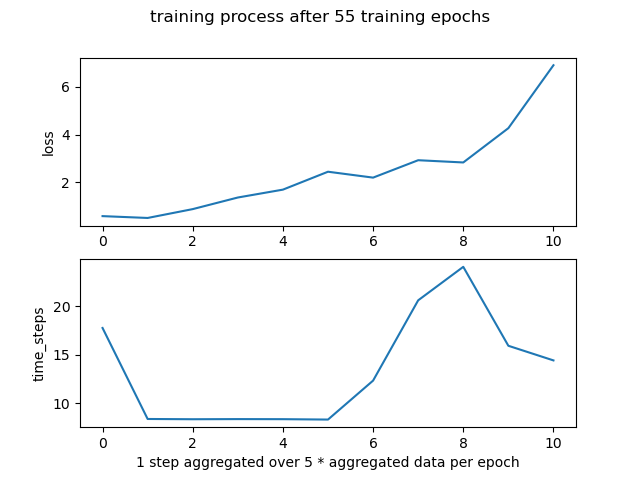 training process after 55 training epochs
6
4
2
loss
0 2 4 6 8 10
20
15
10
time_steps
0 2 4 6 8 10
1 step aggregated over 5 * aggregated data per epoch